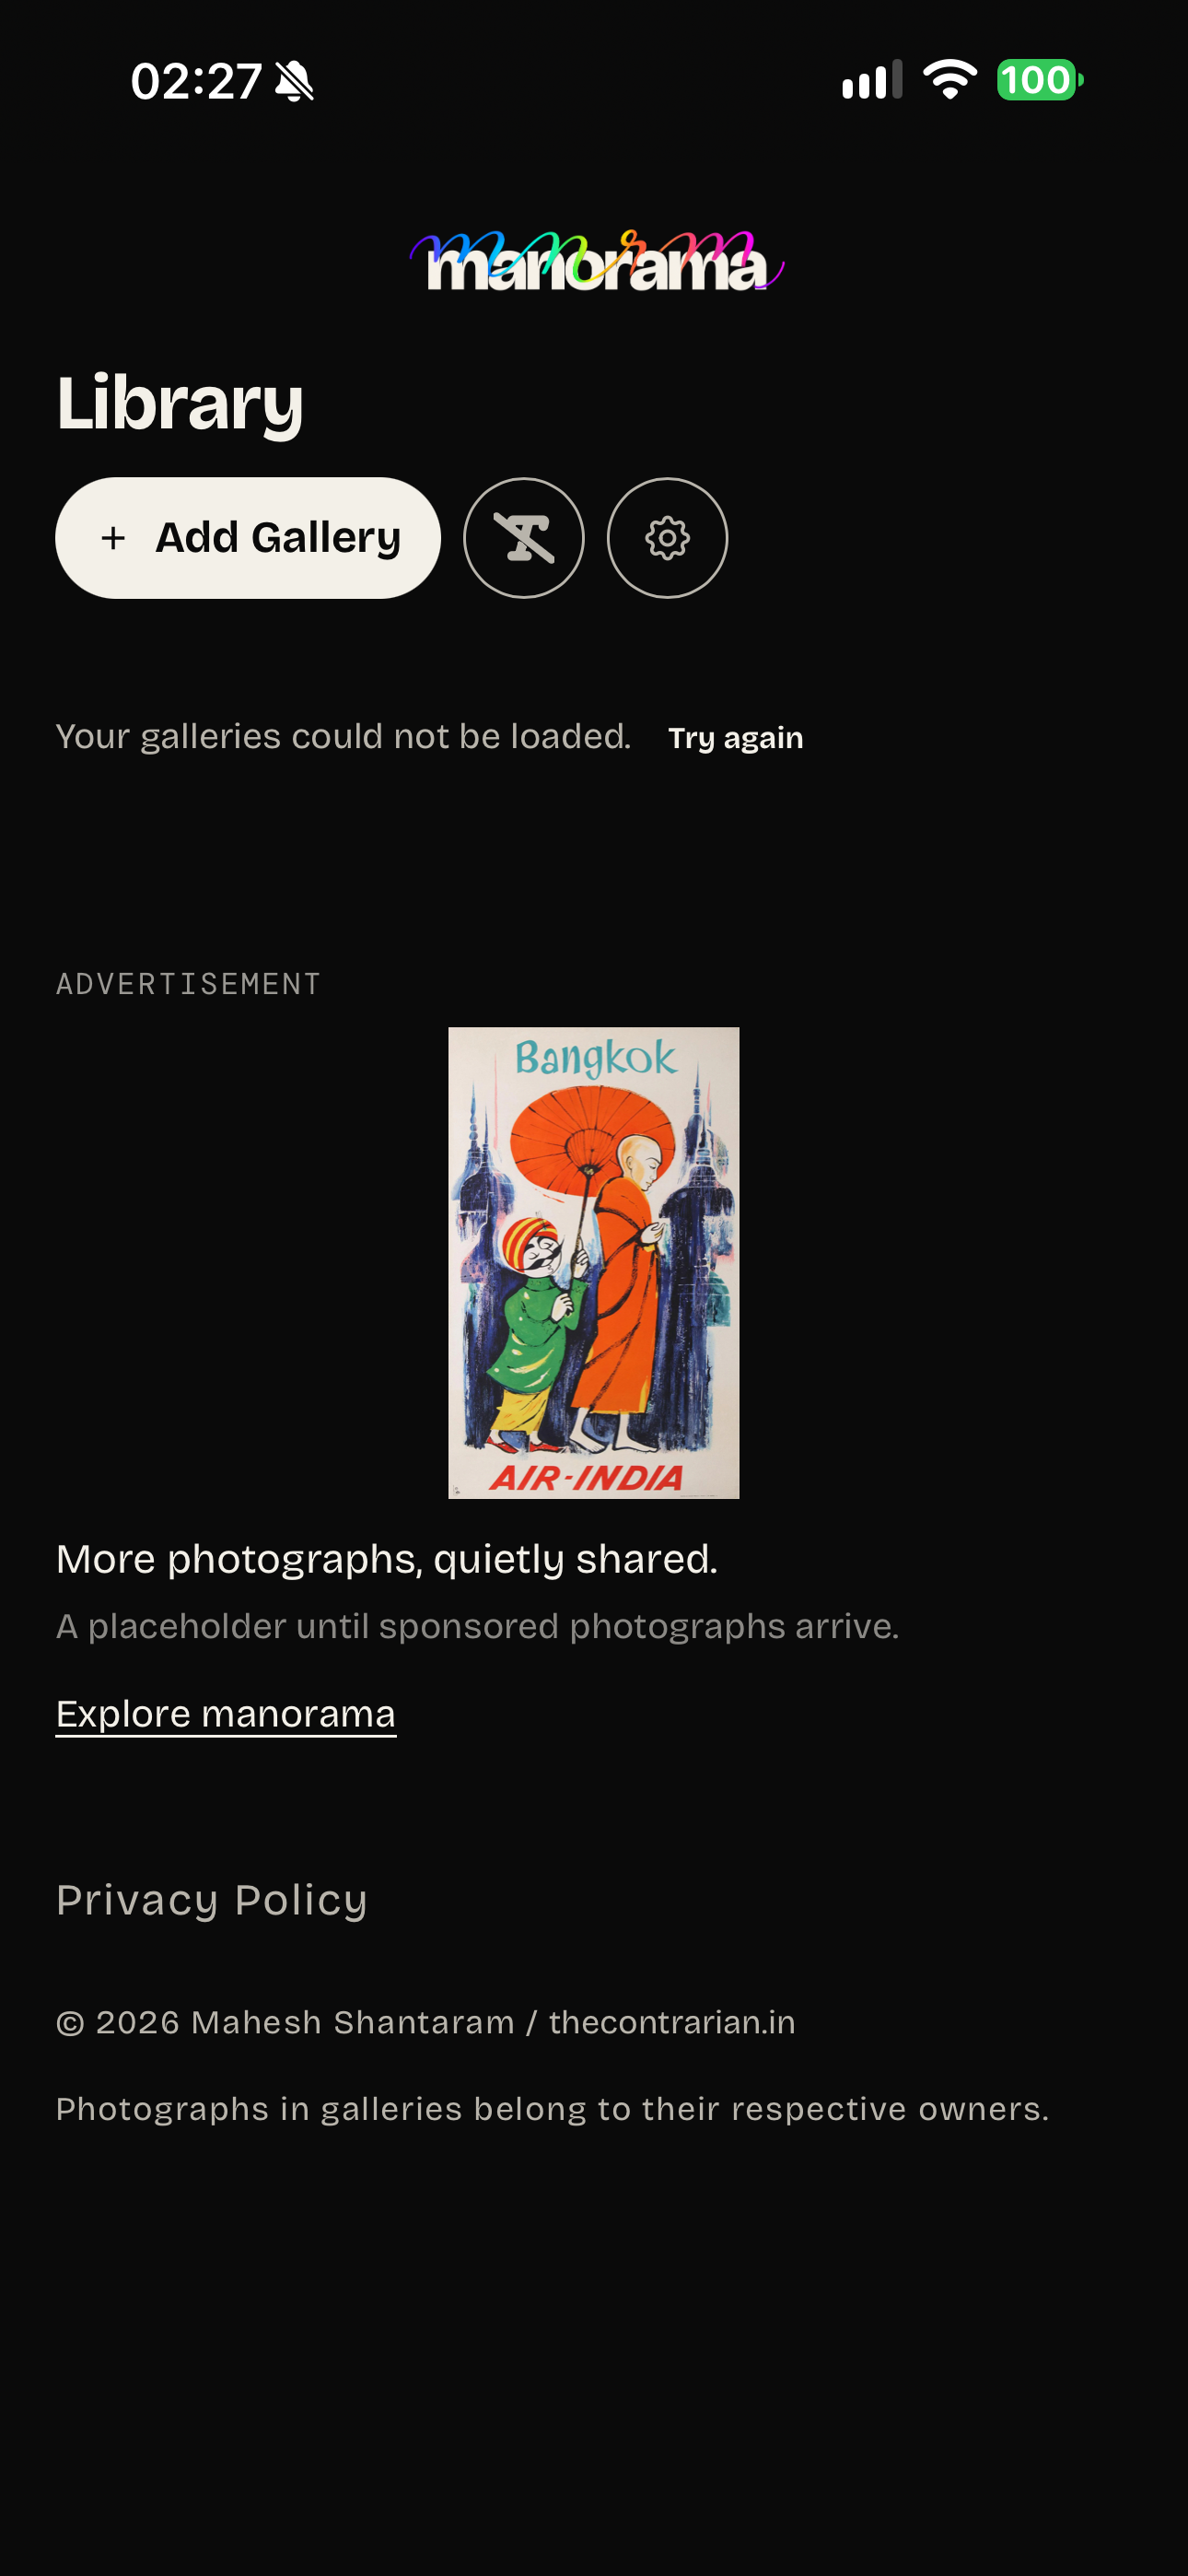 02:27
100
manorama
Library
+ Add Gallery
Your galleries could not be loaded. Try again
ADVERTISEMENT
Bangkok
AIR-INDIA
More photographs, quietly shared.
A placeholder until sponsored photographs arrive.
Explore manorama
Privacy Policy
© 2026 Mahesh Shantaram / thecontrarian.in
Photographs in galleries belong to their respective owners.